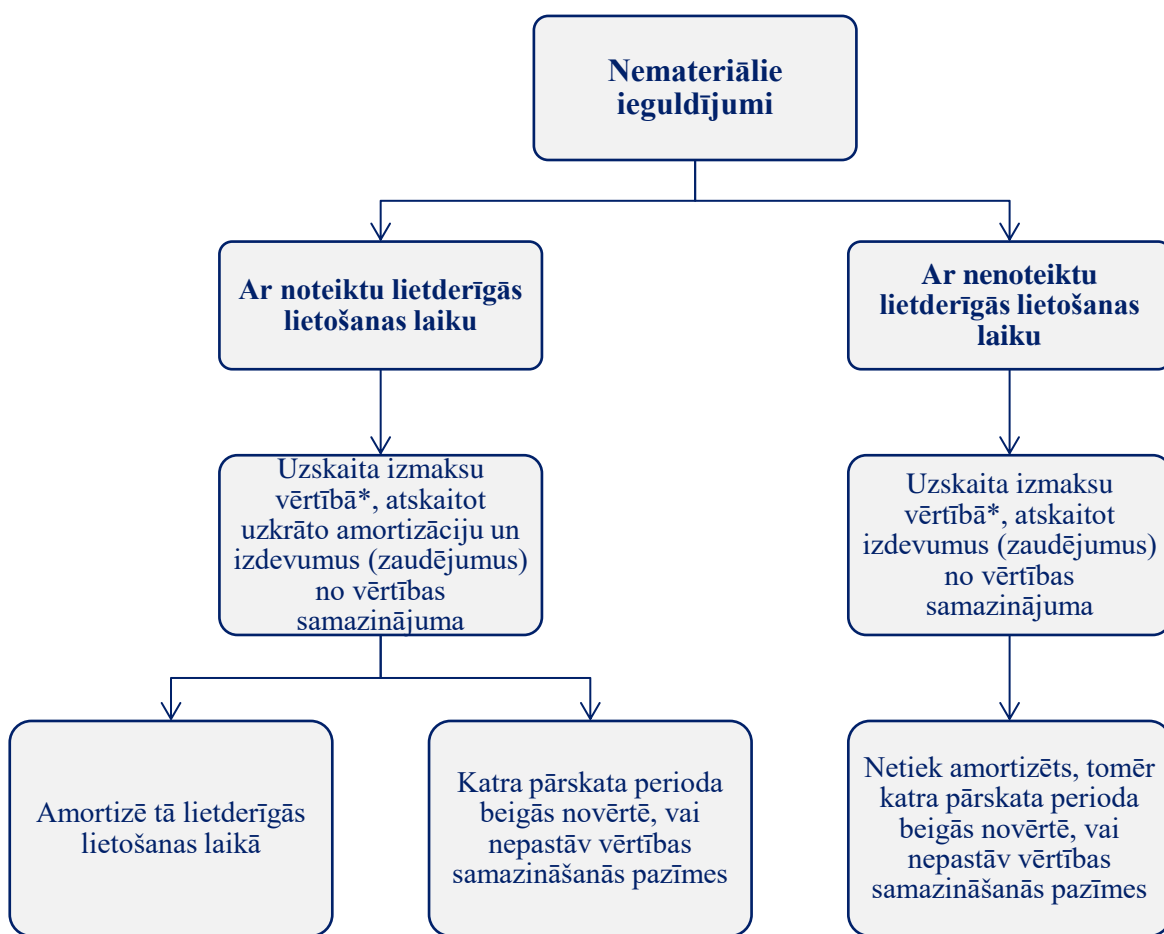 Nemateriālie
ieguldījumi
Ar noteiktu lietderīgās
lietošanas laiku
Ar nenoteiktu
lietderīgās lietošanas
laiku
Uzskaita izmaksu
vērtībā*, atskaitot
uzkrāto amortizāciju un
izdevumus (zaudējumus)
no vērtības
samazinājuma
Uzskaita izmaksu
vērtībā*, atskaitot
izdevumus (zaudējumus)
no vērtības
samazinājuma
Amortizē tā lietderīgās
lietošanas laikā
Katra pārskata perioda
beigās novērtē, vai
nepastāv vērtības
samazināšanās pazīmes
Netiek amortizēts, tomēr
katra pārskata perioda
beigās novērtē, vai
nepastāv vērtības
samazināšanās pazīmes